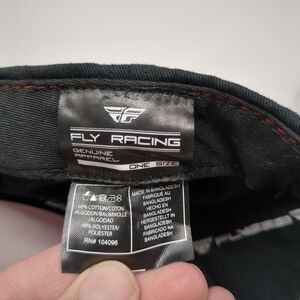 FLY RACING
GENUINE
APPAREL
ONE SIZE
60% COTTON/COTON
ALGODON/BAUMWOLLE
/ALGODAO
40% POLYESTER/
POLYESTER
RN# 104096
MADE IN BANGLADESH
FABRIQUE AU
BANGLADESH
HECHO EN
BANGLADESH
HERGESTELLT IN
BANGLADESH
FABRICADO NA
BANGLADESH